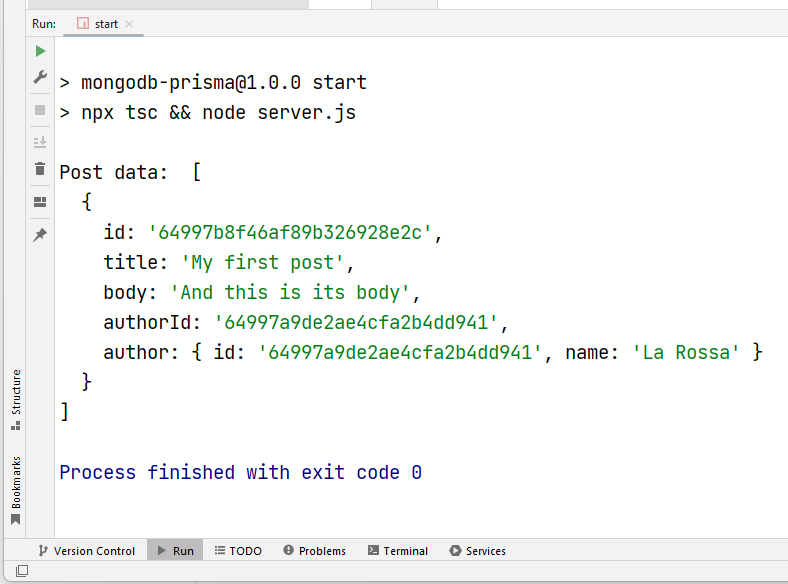 Run: start
> mongodb-prisma@1.0.0 start
> npx tsc && node server.js
Post data:  [
  {
    id: '64997b8f46af89b326928e2c',
    title: 'My first post',
    body: 'And this is its body',
    authorId: '64997a9de2ae4cfa2b4dd941',
    author: { id: '64997a9de2ae4cfa2b4dd941', name: 'La Rossa' }
  }
]
Process finished with exit code 0
Structure
Bookmarks
Version Control Run TODO Problems Terminal Services